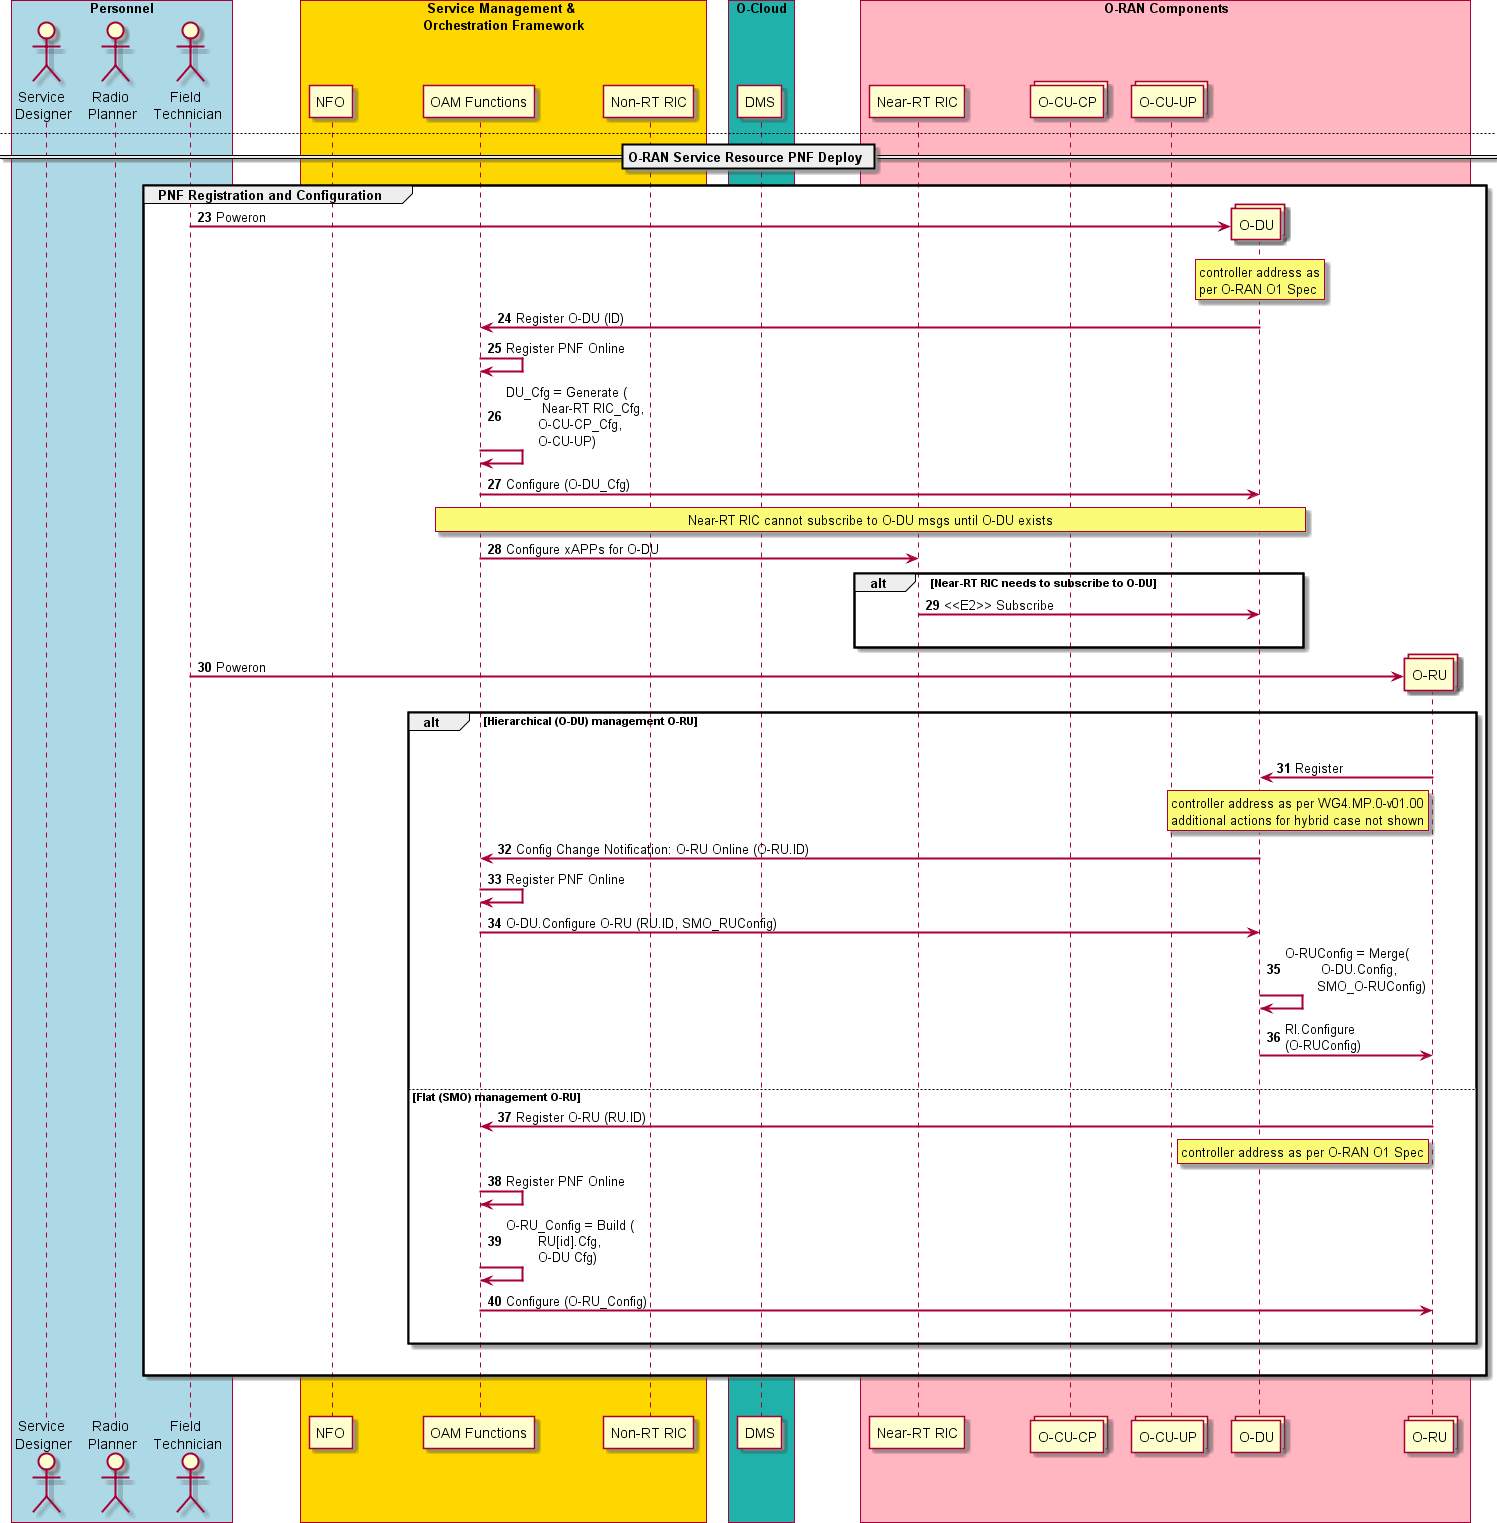 Personnel
Service Management &
Orchestration Framework
O-Cloud
O-RAN Components
Service
Designer
Radio
Planner
Field
Technician
NFO
OAM Functions
Non-RT RIC
DMS
Near-RT RIC
O-CU-CP
O-CU-UP
O-RAN Service Resource PNF Deploy
PNF Registration and Configuration
23 Poweron
O-DU
controller address as
per O-RAN O1 Spec
24 Register O-DU (ID)
25 Register PNF Online
DU_Cfg = Generate (
26 Near-RT RIC_Cfg,
O-CU-CP_Cfg,
O-CU-UP)
27 Configure (O-DU_Cfg)
Near-RT RIC cannot subscribe to O-DU msgs until O-DU exists
28 Configure xAPPs for O-DU
alt [Near-RT RIC needs to subscribe to O-DU]
29 <<E2>> Subscribe
30 Poweron
O-RU
alt [Hierarchical (O-DU) management O-RU]
31 Register
controller address as per WG4.MP.0-v01.00
additional actions for hybrid case not shown
32 Config Change Notification: O-RU Online (O-RU.ID)
33 Register PNF Online
34 O-DU.Configure O-RU (RU.ID, SMO_RUConfig)
O-RUConfig = Merge(
35 O-DU.Config,
SMO_O-RUConfig)
36 RI.Configure
(O-RUConfig)
[Flat (SMO) management O-RU]
37 Register O-RU (RU.ID)
controller address as per O-RAN O1 Spec
38 Register PNF Online
O-RU_Config = Build (
39 RU[id].Cfg,
O-DU Cfg)
40 Configure (O-RU_Config)
Service
Designer
Radio
Planner
Field
Technician
NFO
OAM Functions
Non-RT RIC
DMS
Near-RT RIC
O-CU-CP
O-CU-UP
O-DU
O-RU